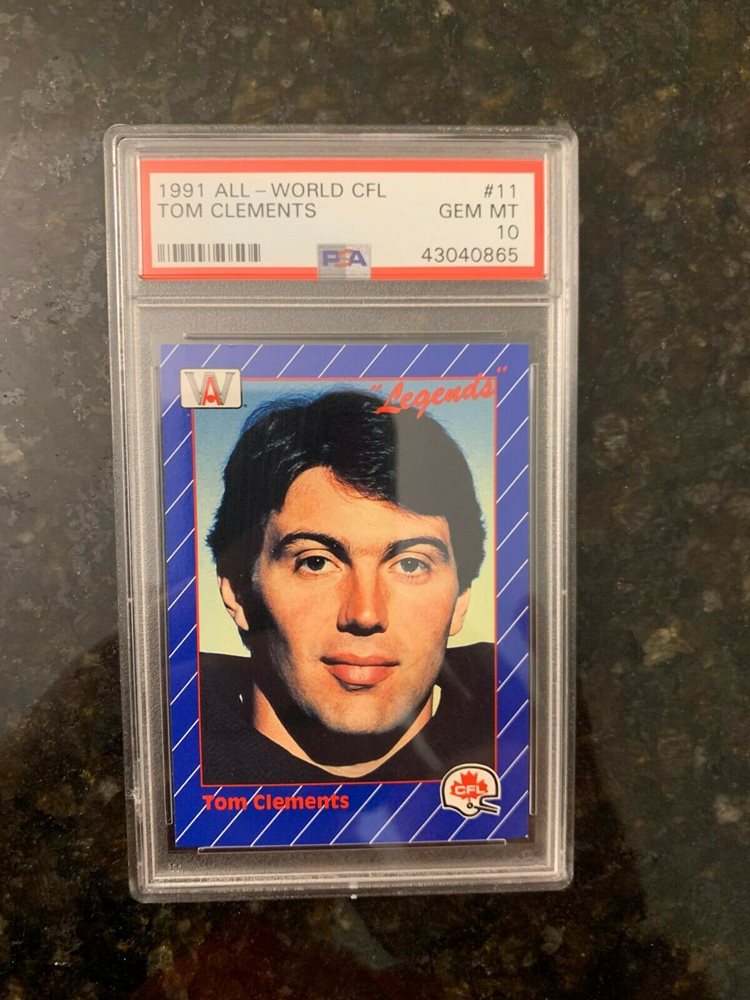 1991 ALL-WORLD CFL #11
TOM CLEMENTS GEM MT
10
PSA 43040865
AW
"Legends"
Tom Clements
CFL